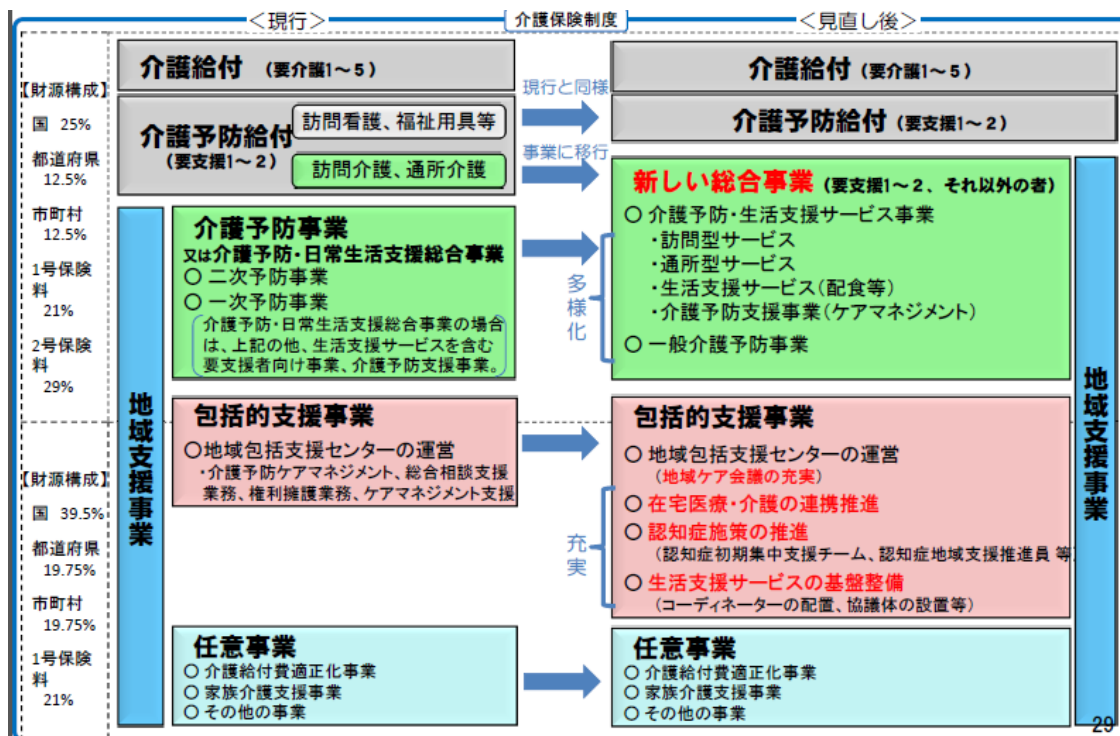 ＜現行＞
介護保険制度
＜見直し後＞
【財源構成】
国 25%
都道府県
12.5%
市町村
12.5%
1号保険
料
21%
2号保険
料
29%
【財源構成】
国 39.5%
都道府県
19.75%
市町村
19.75%
1号保険
料
21%
介護給付 （要介護1～5）
介護予防給付
（要支援1～2）
訪問看護、福祉用具等
訪問介護、通所介護
地域支援事業
介護予防事業
又は介護予防・日常生活支援総合事業
○ 二次予防事業
○ 一次予防事業
介護予防・日常生活支援総合事業の場合
は、上記の他、生活支援サービスを含む
要支援者向け事業、介護予防支援事業。
包括的支援事業
○地域包括支援センターの運営
・介護予防ケアマネジメント、総合相談支援
業務、権利擁護業務、ケアマネジメント支援
任意事業
○ 介護給付費適正化事業
○ 家族介護支援事業
○ その他の事業
現行と同様
事業に移行
多様化
充実
介護給付 （要介護1～5）
介護予防給付 （要支援1～2）
新しい総合事業 （要支援1～2、それ以外の者）
○ 介護予防・生活支援サービス事業
・訪問型サービス
・通所型サービス
・生活支援サービス（配食等）
・介護予防支援事業（ケアマネジメント）
○ 一般介護予防事業
包括的支援事業
○ 地域包括支援センターの運営
（地域ケア会議の充実）
○ 在宅医療・介護の連携推進
○ 認知症施策の推進
（認知症初期集中支援チーム、認知症地域支援推進員 等）
○ 生活支援サービスの基盤整備
（コーディネーターの配置、協議体の設置等）
任意事業
○ 介護給付費適正化事業
○ 家族介護支援事業
○ その他の事業
地域支援事業
29